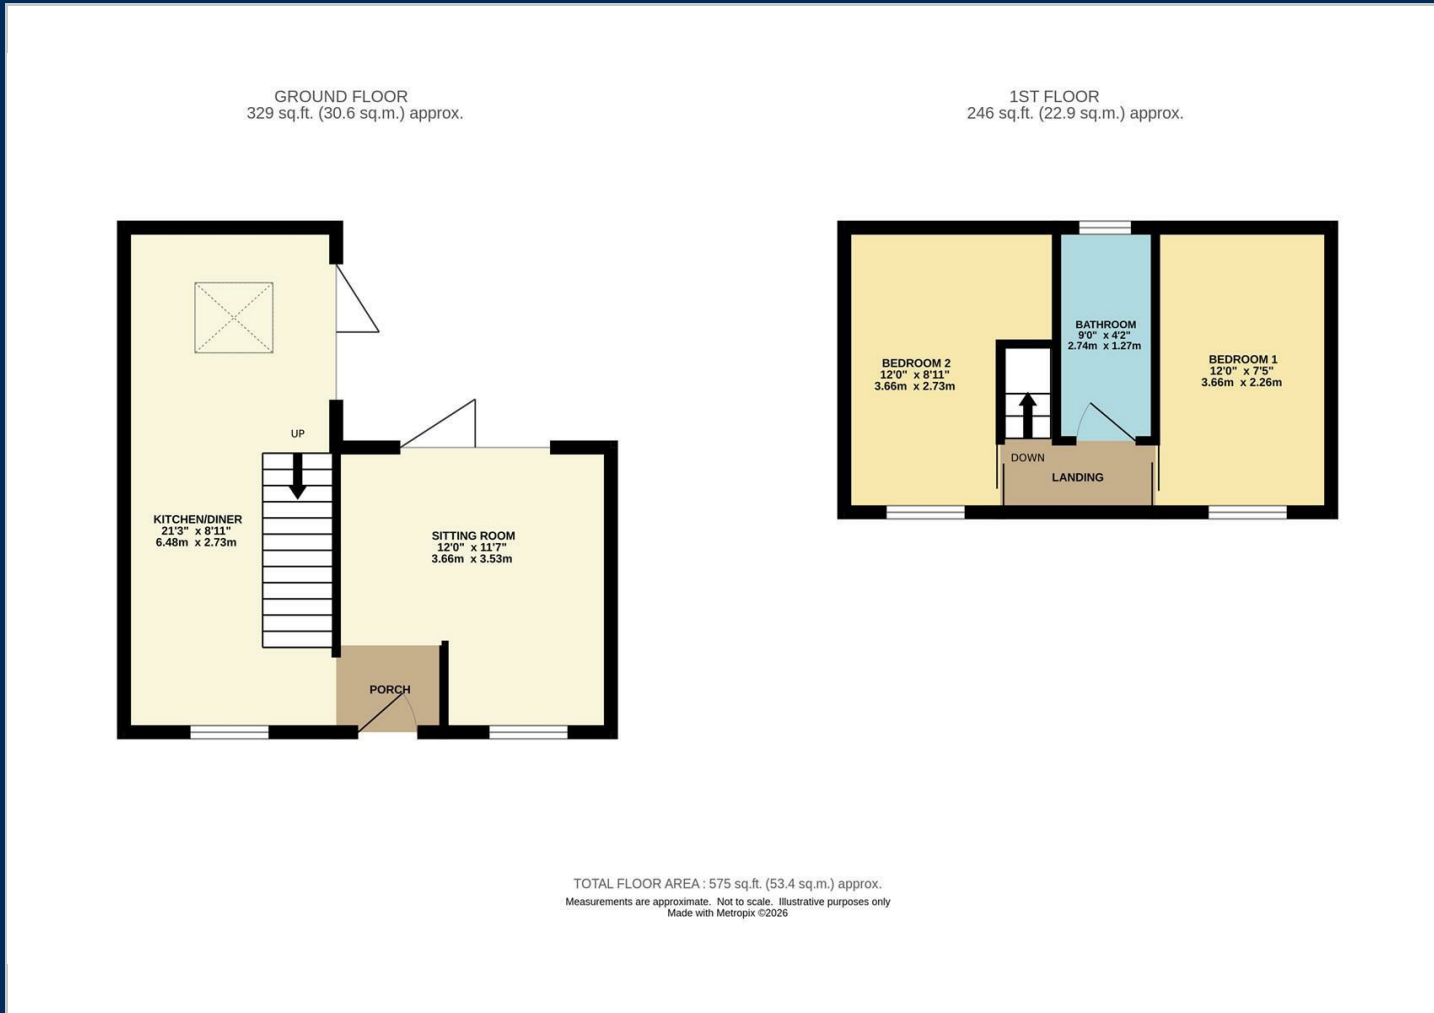 GROUND FLOOR
329 sq.ft. (30.6 sq.m.) approx.
1ST FLOOR
246 sq.ft. (22.9 sq.m.) approx.
UP
KITCHEN/DINER
21'3" x 8'11"
6.48m x 2.73m
SITTING ROOM
12'0" x 11'7"
3.66m x 3.53m
PORCH
BEDROOM 2
12'0" x 8'11"
3.66m x 2.73m
BATHROOM
9'0" x 4'2"
2.74m x 1.27m
BEDROOM 1
12'0" x 7'5"
3.66m x 2.26m
DOWN
LANDING
TOTAL FLOOR AREA : 575 sq.ft. (53.4 sq.m.) approx.
Measurements are approximate. Not to scale. Illustrative purposes only
Made with Metropix ©2026